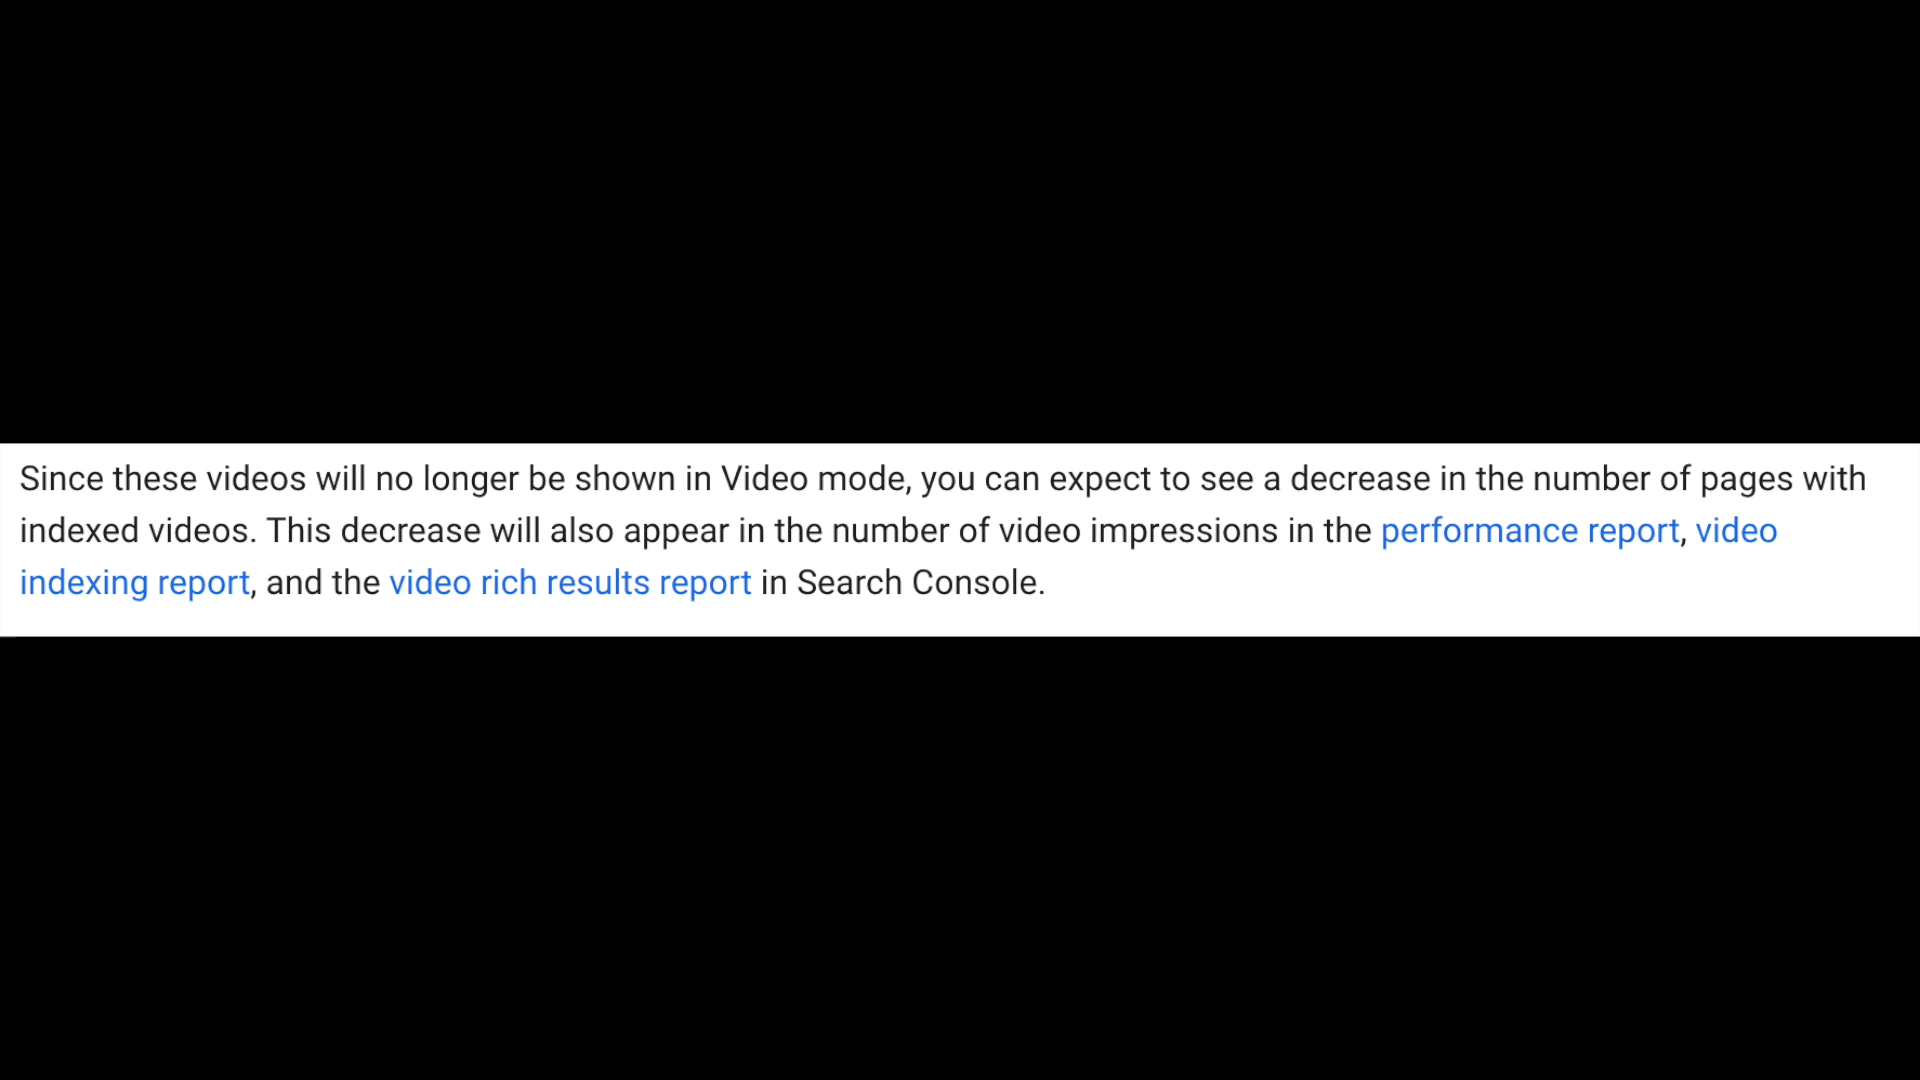 Since these videos will no longer be shown in Video mode, you can expect to see a decrease in the number of pages with
indexed videos. This decrease will also appear in the number of video impressions in the performance report, video
indexing report, and the video rich results report in Search Console.